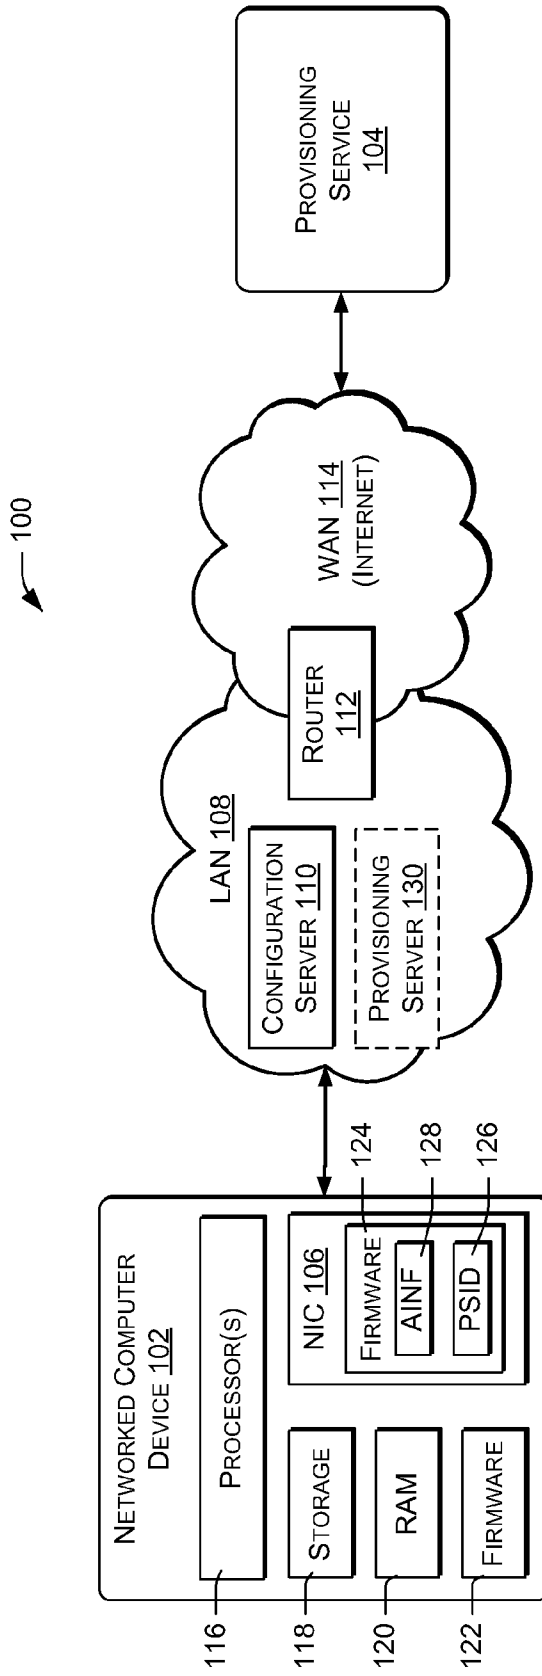 100
NETWORKED COMPUTER
DEVICE 102
PROCESSOR(S)
116
STORAGE
118
RAM
120
FIRMWARE
122
NIC 106
FIRMWARE
124
AINF
128
PSID
126
LAN 108
CONFIGURATION
SERVER 110
PROVISIONING
SERVER 130
ROUTER
112
WAN 114
(INTERNET)
PROVISIONING
SERVICE
104